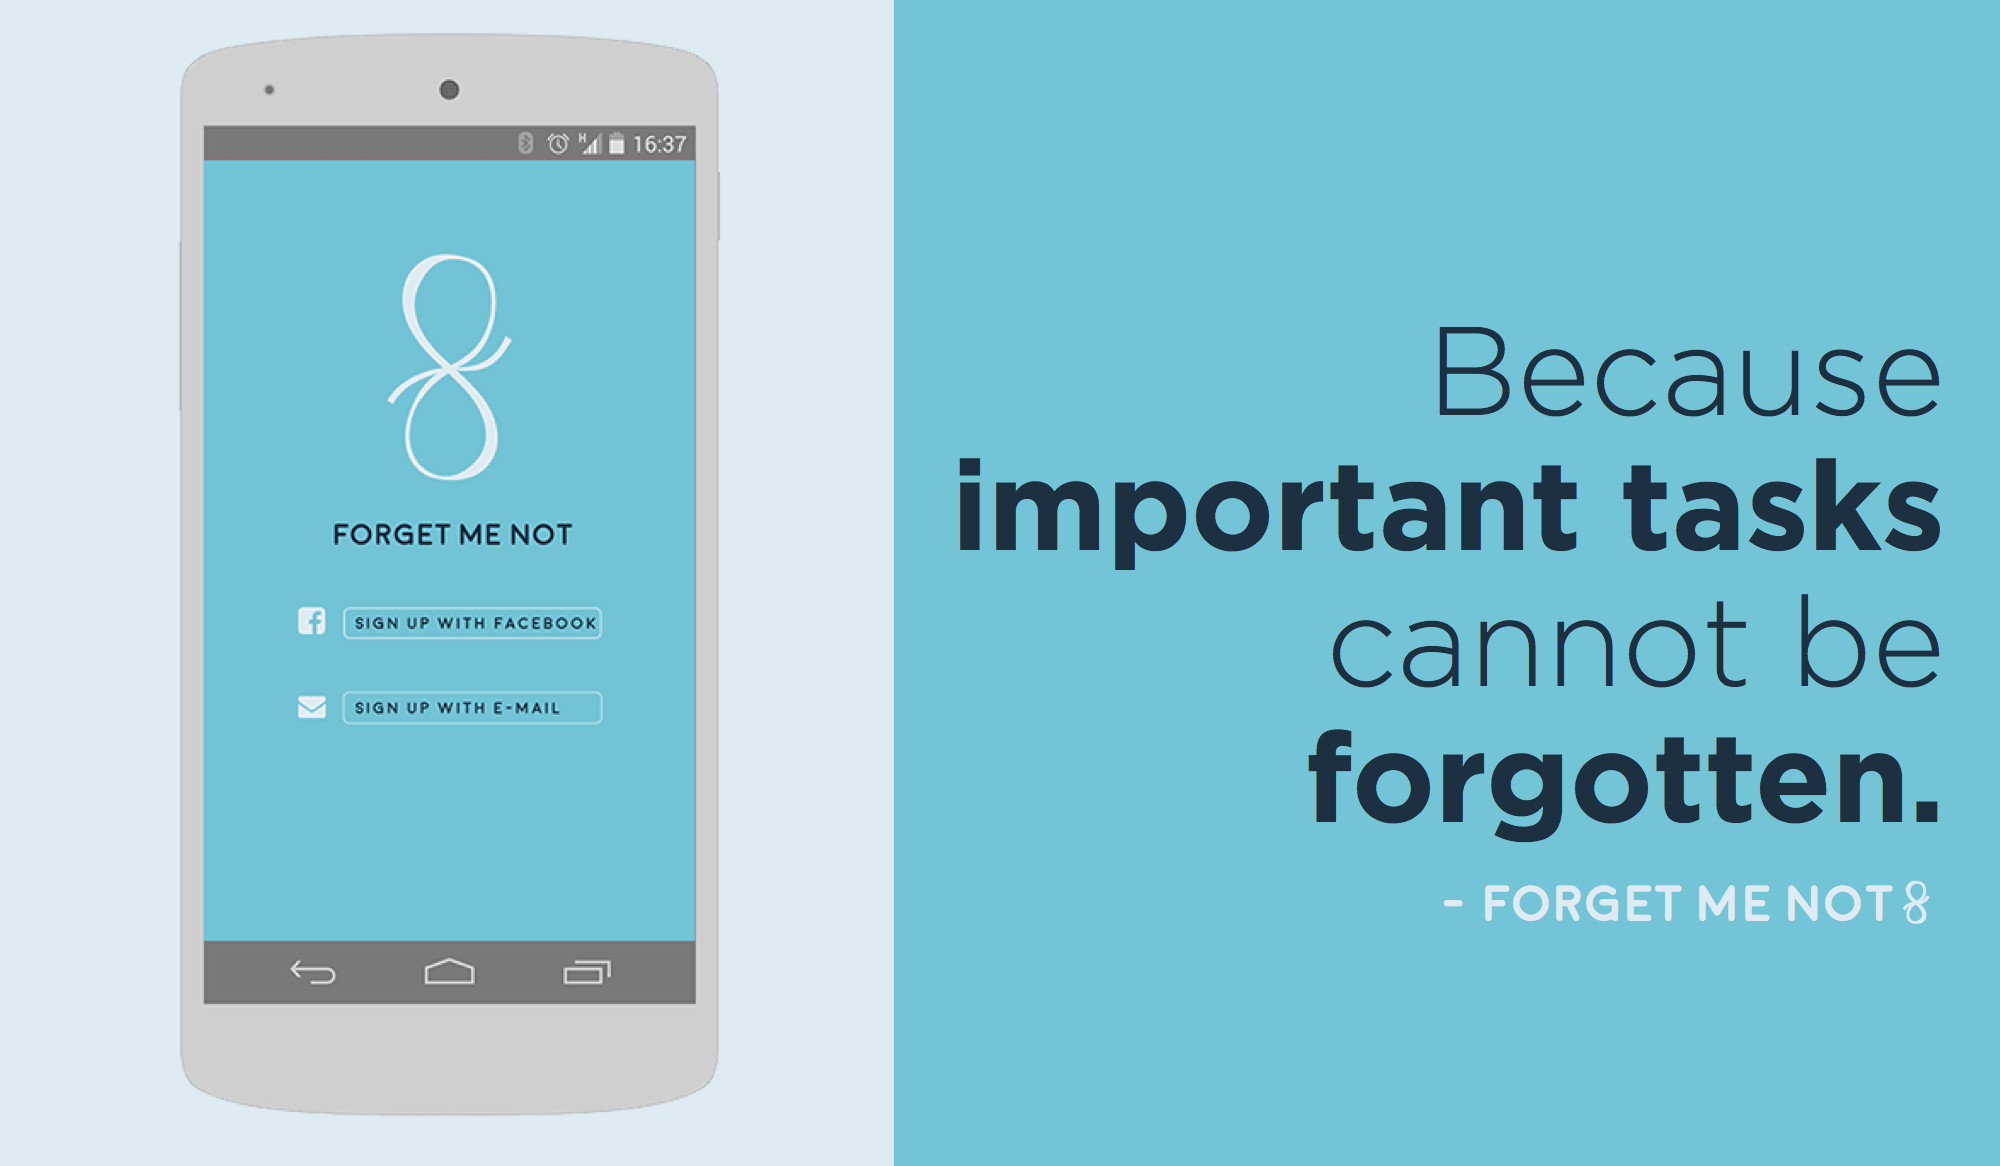 H 16:37
FORGET ME NOT
SIGN UP WITH FACEBOOK
SIGN UP WITH E-MAIL
Because
important tasks
cannot be
forgotten.
- FORGET ME NOT